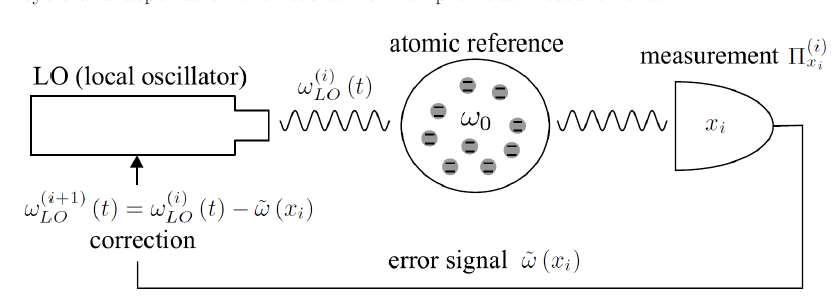 atomic reference
measurement Π_{x_i}^{(i)}
LO (local oscillator)
ω_{LO}^{(i)}(t)
ω_0
x_i
ω_{LO}^{(i+1)}(t) = ω_{LO}^{(i)}(t) − ω̃(x_i)
correction
error signal ω̃(x_i)